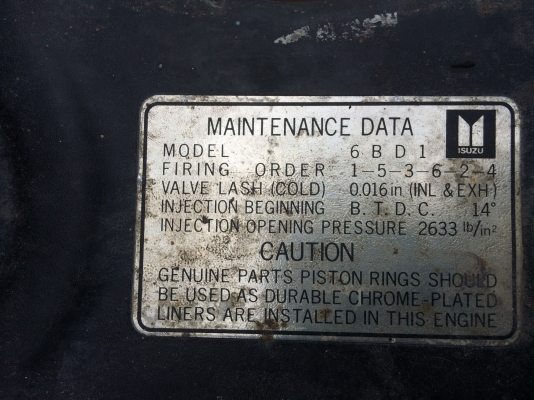 MAINTENANCE DATA
ISUZU
MODEL 6BD1
FIRING ORDER 1-5-3-6-2-4
VALVE LASH (COLD) 0.016 in (INL & EXH)
INJECTION BEGINNING B.T.D.C. 14°
INJECTION OPENING PRESSURE 2633 lb/in²
CAUTION
GENUINE PARTS PISTON RINGS SHOULD
BE USED AS DURABLE CHROME-PLATED
LINERS ARE INSTALLED IN THIS ENGINE